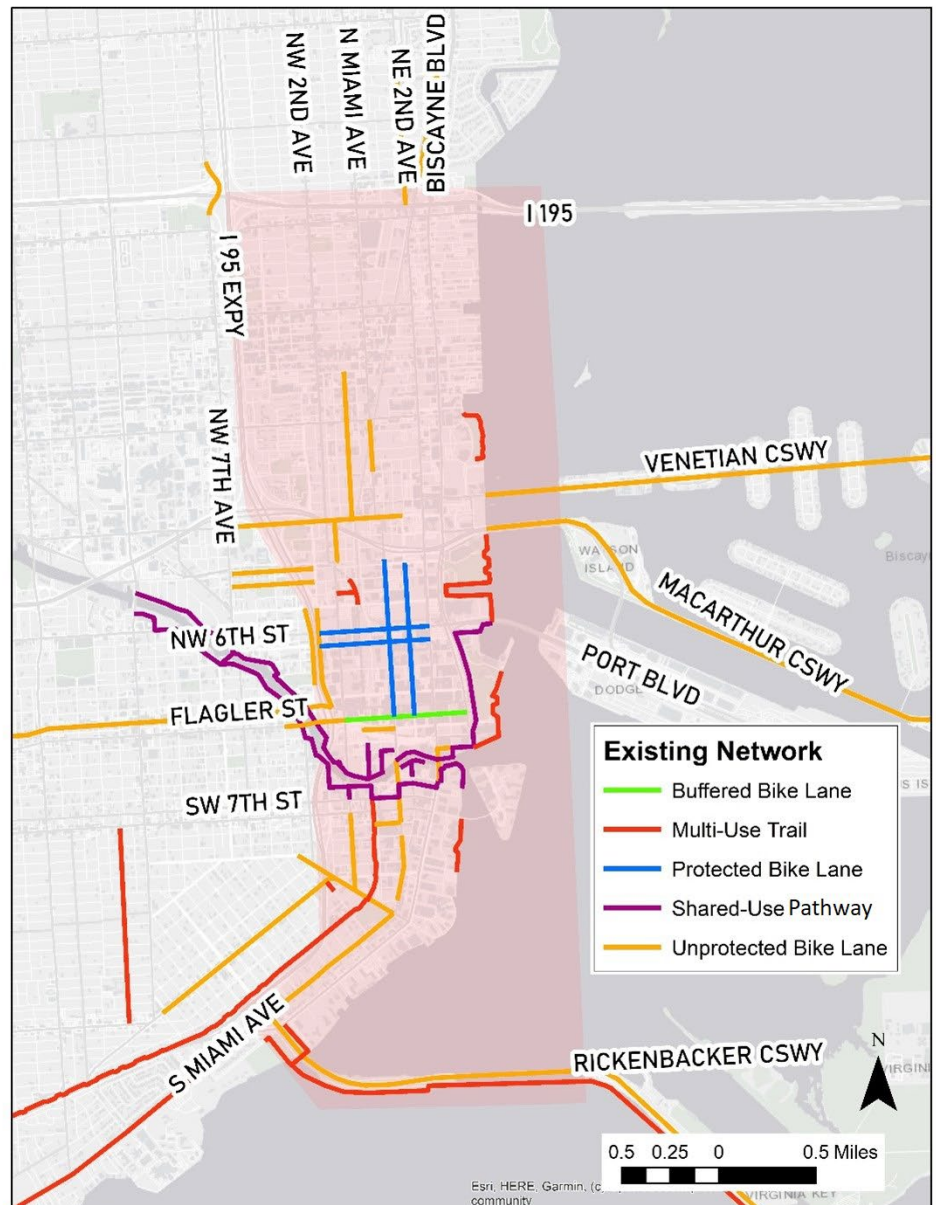 NW 2ND AVE
N MIAMI AVE
NE 2ND AVE
BISCAYNE BLVD
I 195
I 95 EXPY
NW 7TH AVE
VENETIAN CSWY
WATSON
ISLAND
MACARTHUR CSWY
NW 6TH ST
PORT BLVD
DODGE
FLAGLER ST
SW 7TH ST
Existing Network
Buffered Bike Lane
Multi-Use Trail
Protected Bike Lane
Shared-Use Pathway
Unprotected Bike Lane
S MIAMI AVE
RICKENBACKER CSWY
N
0.5 0.25 0 0.5 Miles
Esri, HERE, Garmin,
community
VIRGINIA KEY